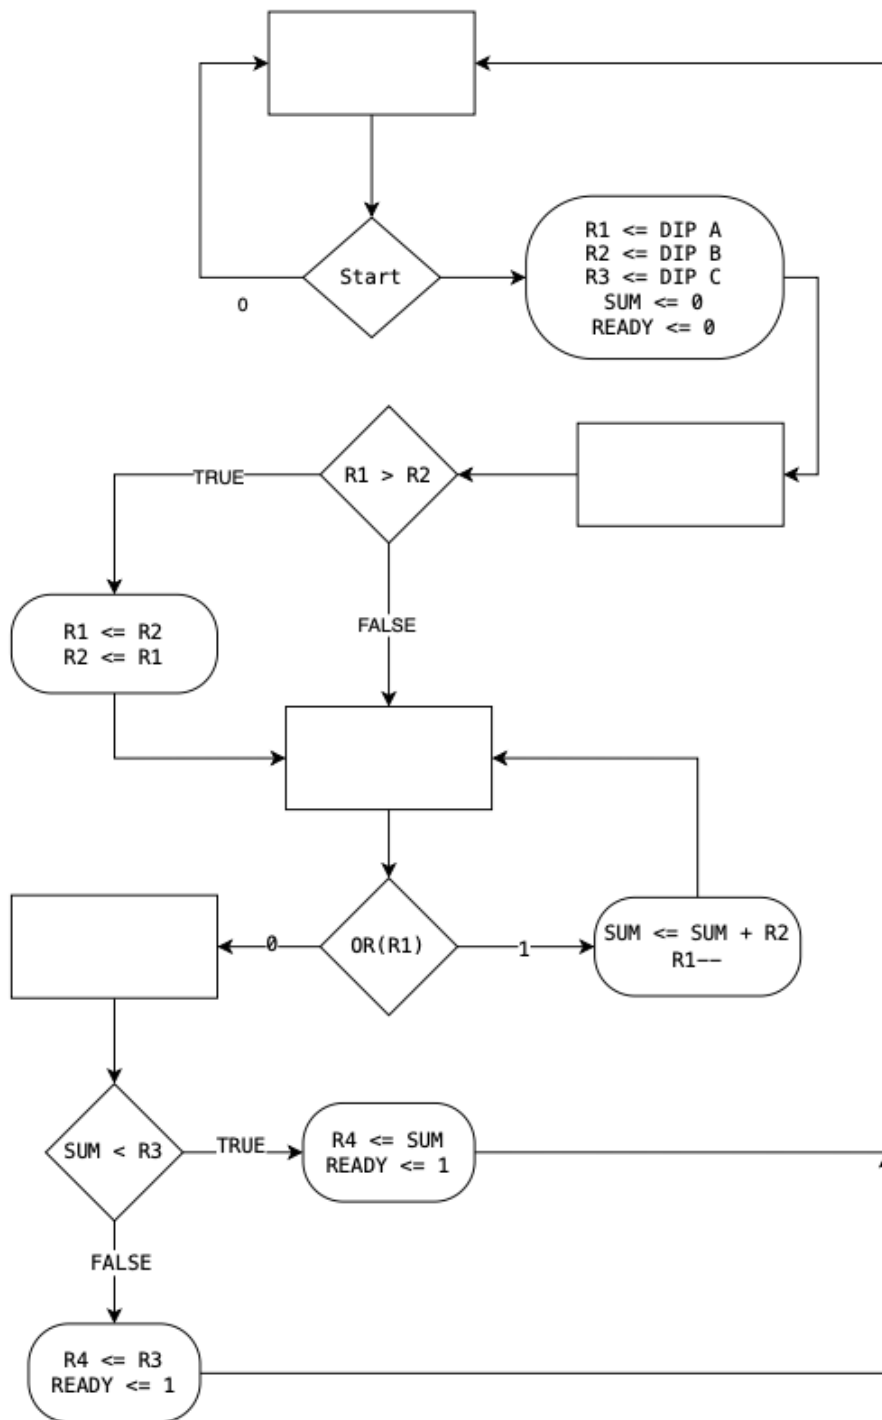 Start
0
R1 <= DIP A
R2 <= DIP B
R3 <= DIP C
SUM <= 0
READY <= 0
R1 > R2
TRUE
FALSE
R1 <= R2
R2 <= R1
OR(R1)
0
1
SUM <= SUM + R2
R1--
SUM < R3
TRUE
R4 <= SUM
READY <= 1
FALSE
R4 <= R3
READY <= 1